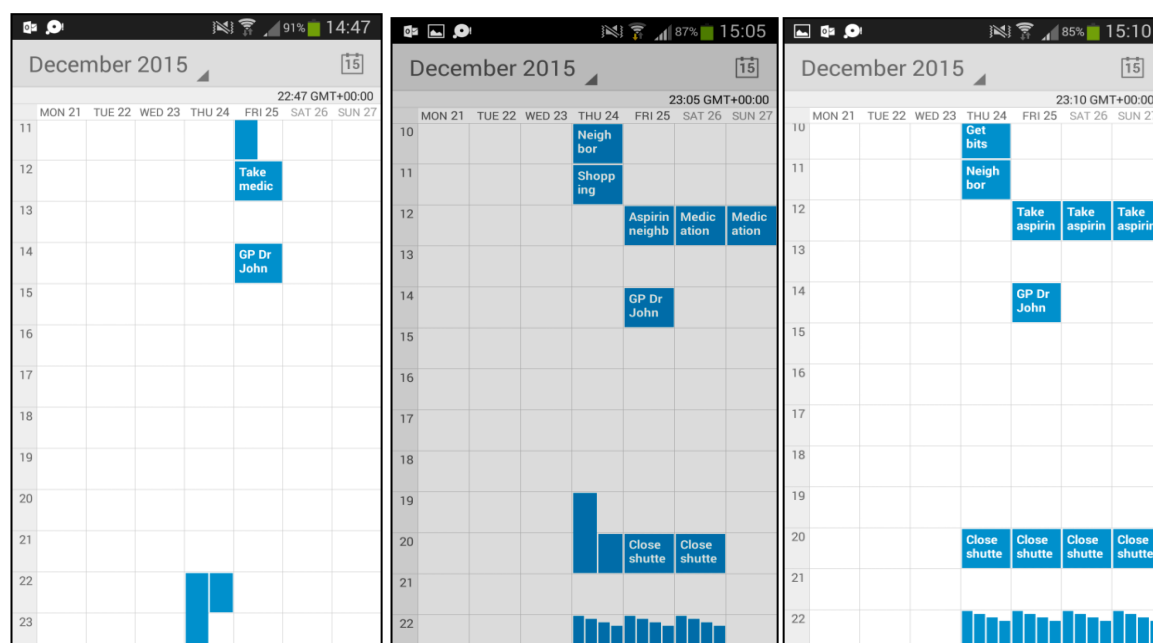 91% 14:47
December 2015 15
22:47 GMT+00:00
MON 21 TUE 22 WED 23 THU 24 FRI 25 SAT 26 SUN 27
11
12 Take
medic
13
14 GP Dr
John
15
16
17
18
19
20
21
22
23
87% 15:05
December 2015 15
23:05 GMT+00:00
MON 21 TUE 22 WED 23 THU 24 FRI 25 SAT 26 SUN 27
10 Neigh
bor
11 Shopp
ing
12 Aspirin Medic Medic
neighb ation ation
13
14 GP Dr
John
15
16
17
18
19
20 Close Close
shutte shutte
21
22
85% 15:10
December 2015 15
23:10 GMT+00:00
MON 21 TUE 22 WED 23 THU 24 FRI 25 SAT 26 SUN 27
10 Get
bits
11 Neigh
bor
12 Take Take Take
aspirin aspirin aspirin
13
14 GP Dr
John
15
16
17
18
19
20 Close Close Close Close
shutte shutte shutte shutte
21
22